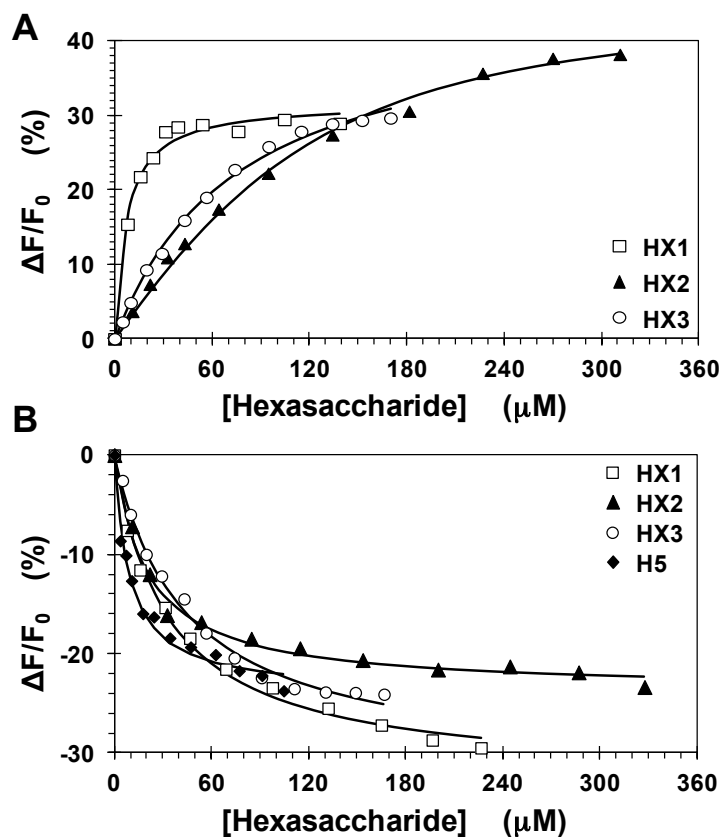 A
40
30
20
10
0
ΔF/F0 (%)
HX1
HX2
HX3
0 60 120 180 240 300 360
[Hexasaccharide] (μM)
B
0
-10
-20
-30
ΔF/F0 (%)
HX1
HX2
HX3
H5
0 60 120 180 240 300 360
[Hexasaccharide] (μM)